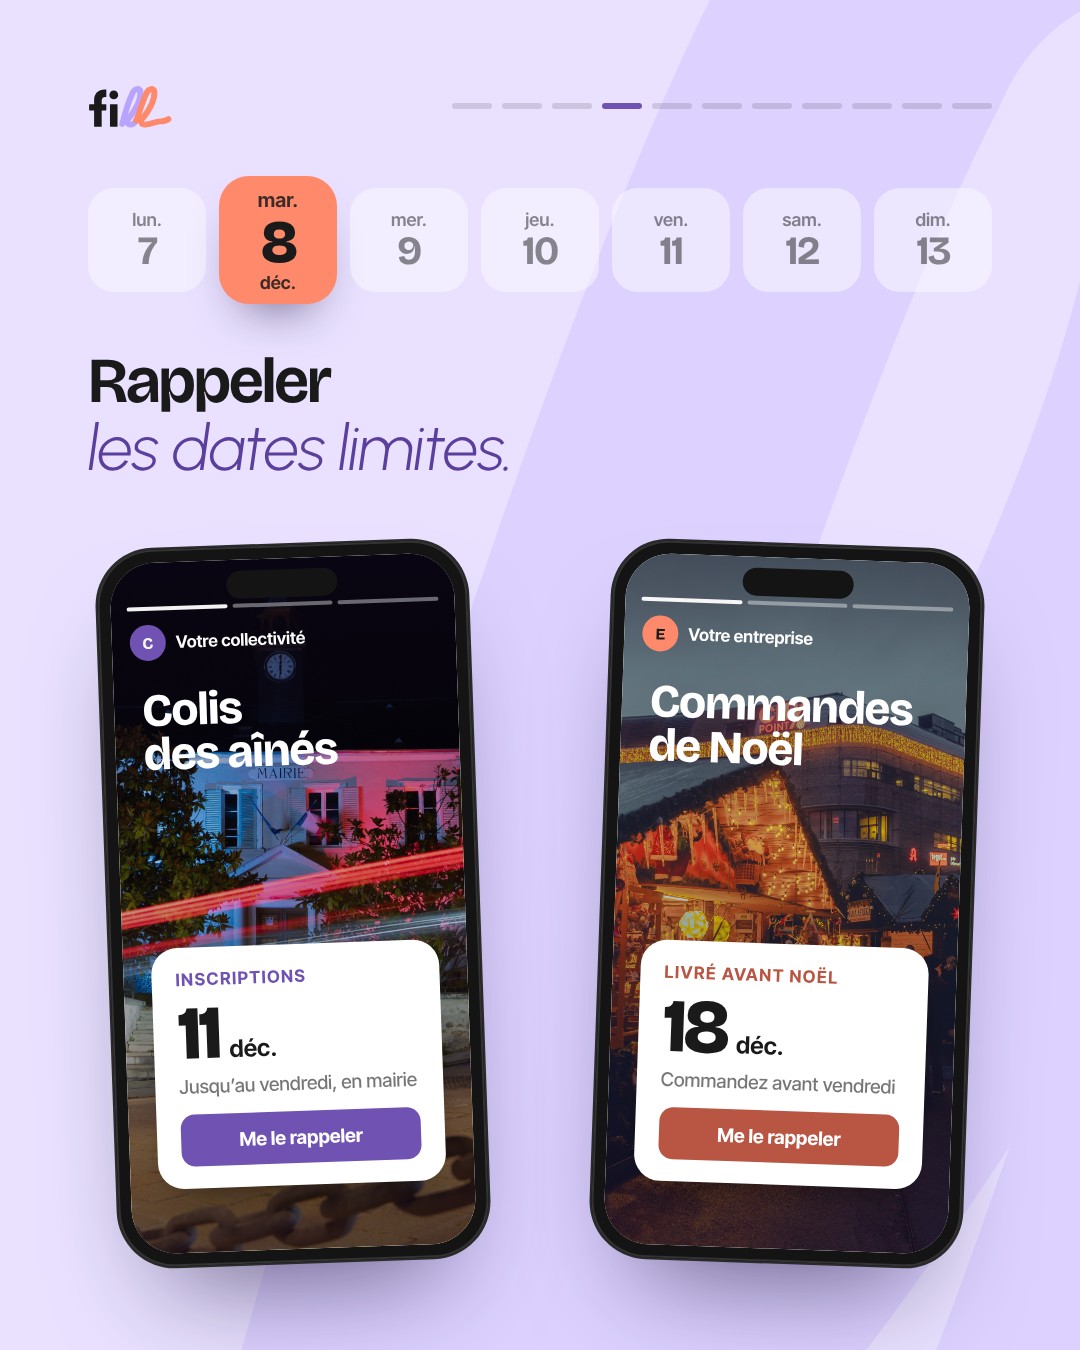 fill
lun.
7
mar.
8
déc.
mer.
9
jeu.
10
ven.
11
sam.
12
dim.
13
Rappeler
les dates limites.
C
Votre collectivité
Colis
des aînés
MAIRIE
INSCRIPTIONS
11 déc.
Jusqu’au vendredi, en mairie
Me le rappeler
E
Votre entreprise
Commandes
de Noël
POINT
LIVRÉ AVANT NOËL
18 déc.
Commandez avant vendredi
Me le rappeler